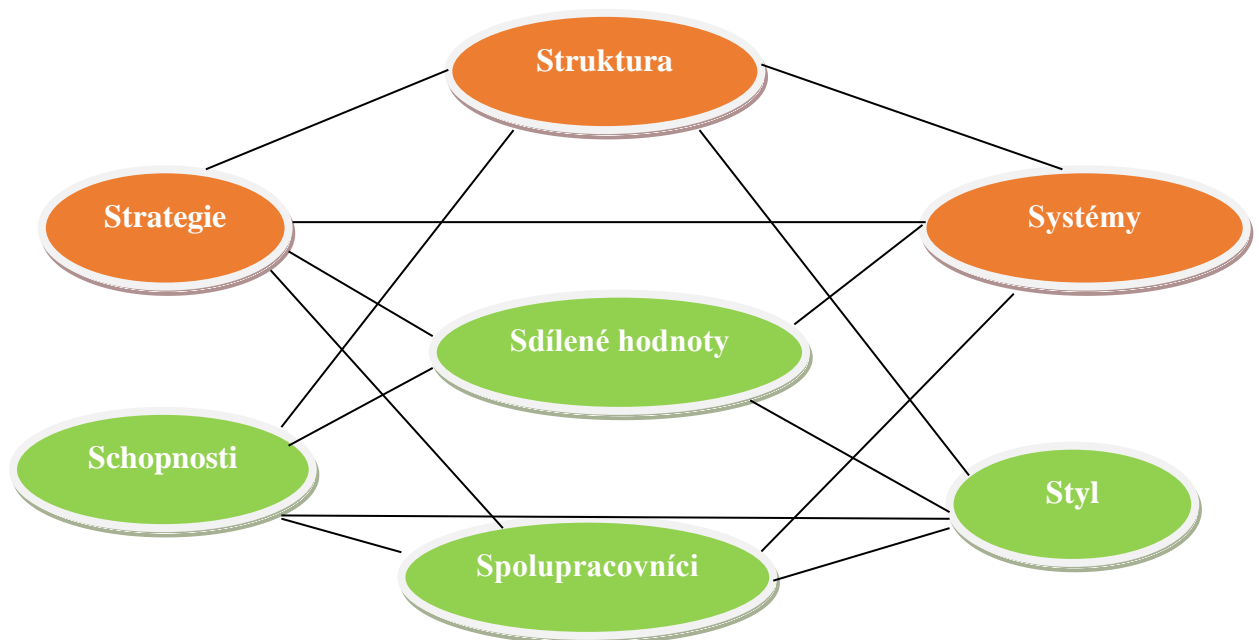 Struktura
Strategie
Systémy
Sdílené hodnoty
Schopnosti
Styl
Spolupracovníci